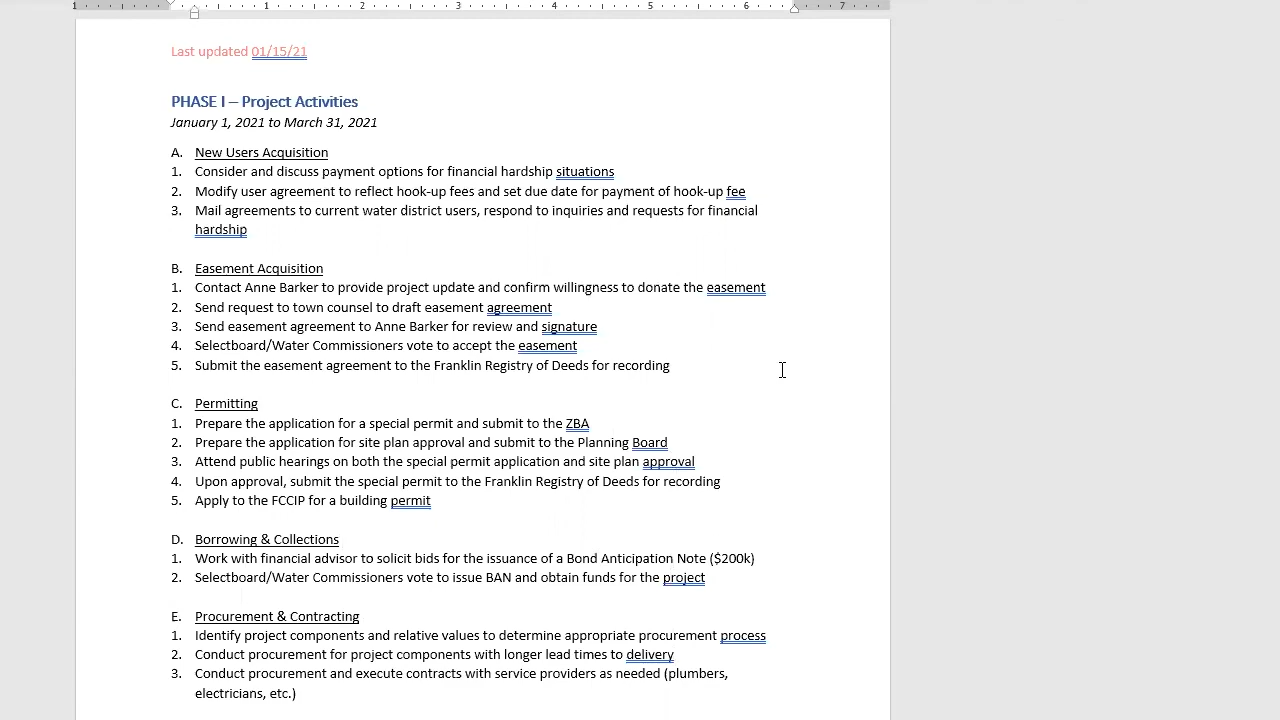 1 1 2 3 4 5 6 7
Last updated 01/15/21
PHASE I – Project Activities
January 1, 2021 to March 31, 2021
A. New Users Acquisition
1. Consider and discuss payment options for financial hardship situations
2. Modify user agreement to reflect hook-up fees and set due date for payment of hook-up fee
3. Mail agreements to current water district users, respond to inquiries and requests for financial
hardship
B. Easement Acquisition
1. Contact Anne Barker to provide project update and confirm willingness to donate the easement
2. Send request to town counsel to draft easement agreement
3. Send easement agreement to Anne Barker for review and signature
4. Selectboard/Water Commissioners vote to accept the easement
5. Submit the easement agreement to the Franklin Registry of Deeds for recording
C. Permitting
1. Prepare the application for a special permit and submit to the ZBA
2. Prepare the application for site plan approval and submit to the Planning Board
3. Attend public hearings on both the special permit application and site plan approval
4. Upon approval, submit the special permit to the Franklin Registry of Deeds for recording
5. Apply to the FCCIP for a building permit
D. Borrowing & Collections
1. Work with financial advisor to solicit bids for the issuance of a Bond Anticipation Note ($200k)
2. Selectboard/Water Commissioners vote to issue BAN and obtain funds for the project
E. Procurement & Contracting
1. Identify project components and relative values to determine appropriate procurement process
2. Conduct procurement for project components with longer lead times to delivery
3. Conduct procurement and execute contracts with service providers as needed (plumbers,
electricians, etc.)